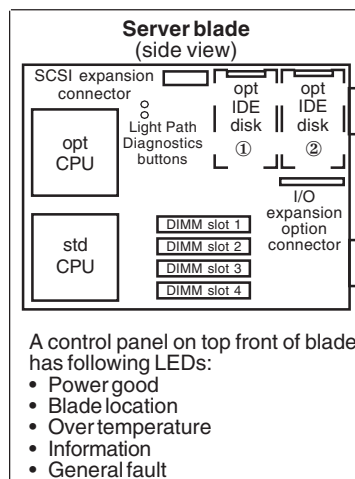 Server blade
(side view)
SCSI expansion
connector
opt
IDE
disk
①
opt
IDE
disk
②
opt
CPU
Light Path
Diagnostics
buttons
I/O
expansion
option
connector
std
CPU
DIMM slot 1
DIMM slot 2
DIMM slot 3
DIMM slot 4
A control panel on top front of blade
has following LEDs:
• Power good
• Blade location
• Over temperature
• Information
• General fault